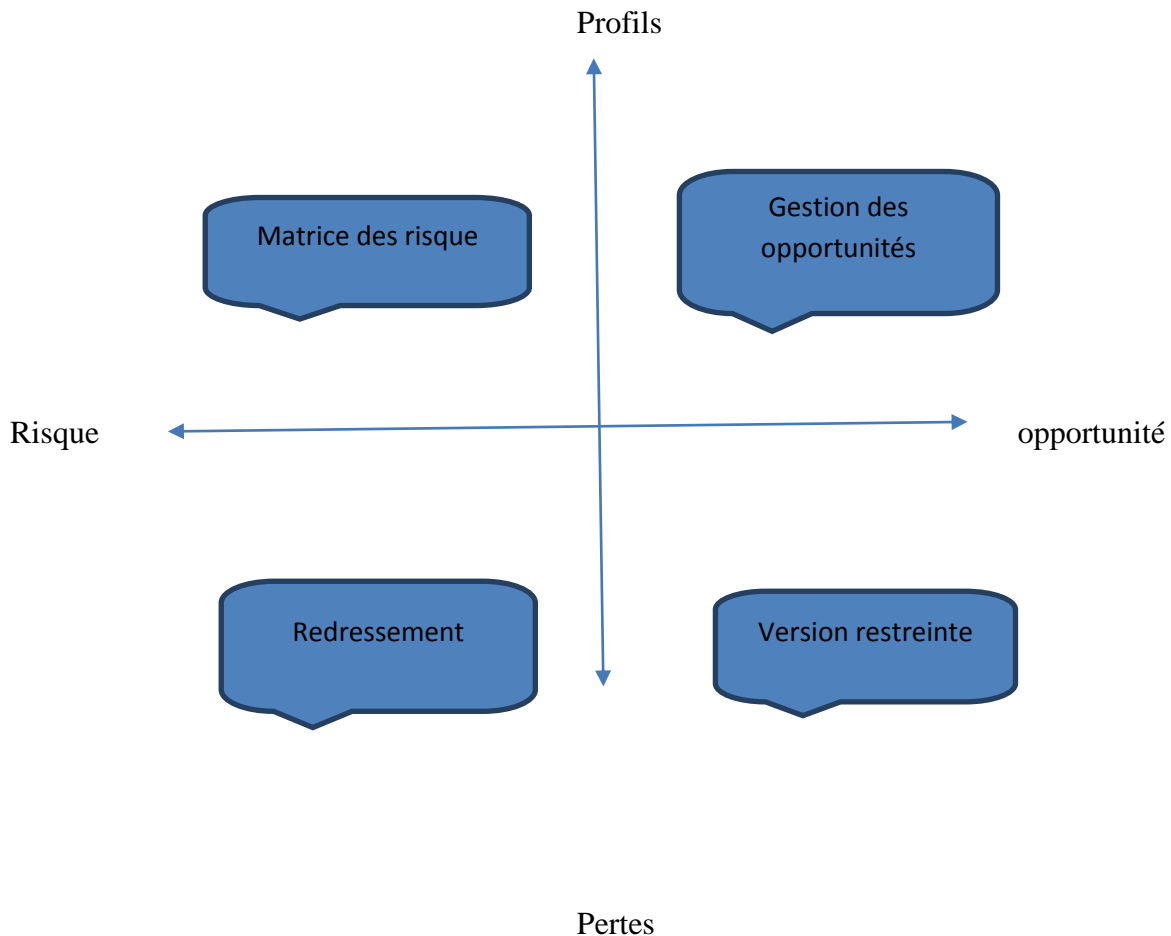 Profils
Matrice des risque
Gestion des
opportunités
Risque
opportunité
Redressement
Version restreinte
Pertes